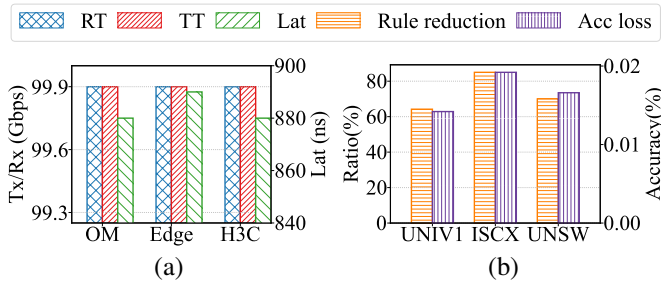 RT TT Lat Rule reduction Acc loss
Tx/Rx (Gbps)
99.9
99.6
99.3
900
880
860
840
Lat (ns)
OM Edge H3C
(a)
Ratio(%)
80
60
40
20
0
0.02
0.01
0.00
Accuracy(%)
UNIV1 ISCX UNSW
(b)